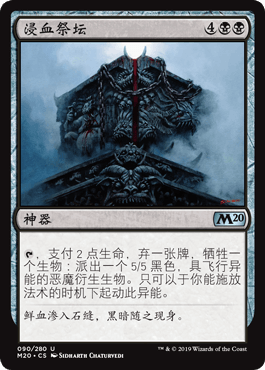 浸血祭坛 4
神器 M20
，支付2点生命，弃一张牌，牺牲一
个生物：派出一个5/5黑色，具飞行异
能的恶魔衍生生物。只可以于你能施放
法术的时机下起动此异能。
鲜血渗入石缝，黑暗随之现身。
090/280 U
M20 • CS SIDHARTH CHATURVEDI
™ & © 2019 Wizards of the Coast